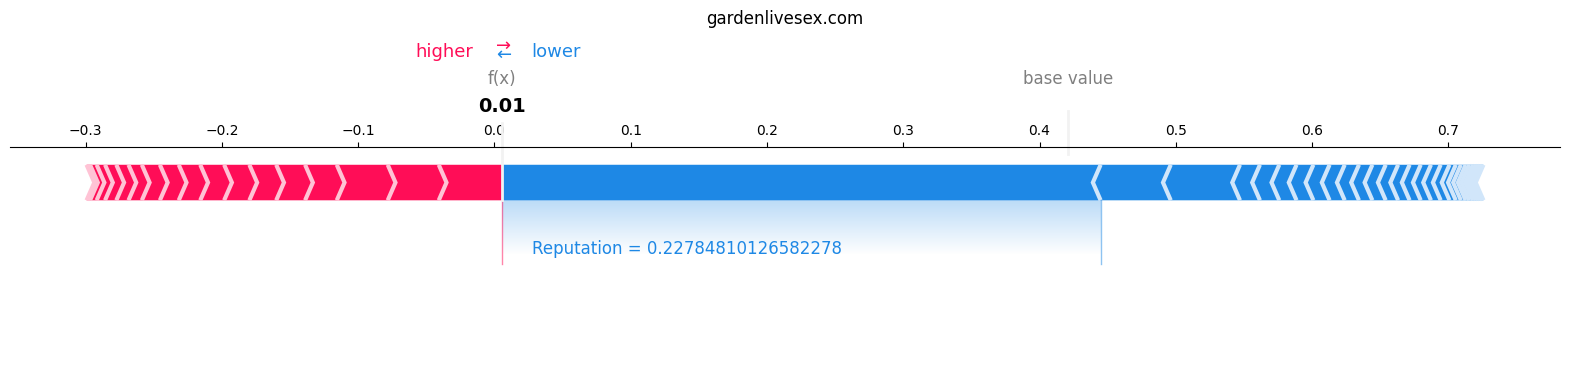 gardenlivesex.com
higher ⇄ lower
f(x) base value
0.01
−0.3 −0.2 −0.1 0.0 0.1 0.2 0.3 0.4 0.5 0.6 0.7
Reputation = 0.22784810126582278